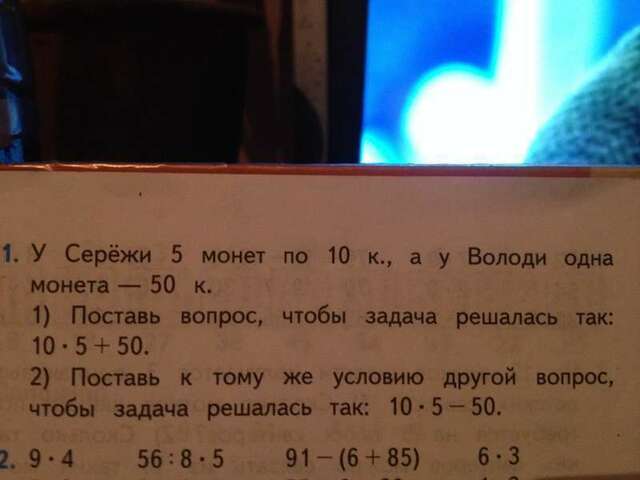 1. У Серёжи 5 монет по 10 к., а у Володи одна
монета — 50 к.
1) Поставь вопрос, чтобы задача решалась так:
10 · 5 + 50.
2) Поставь к тому же условию другой вопрос,
чтобы задача решалась так: 10 · 5 – 50.
2. 9 · 4 56 : 8 · 5 91 – (6 + 85) 6 · 3